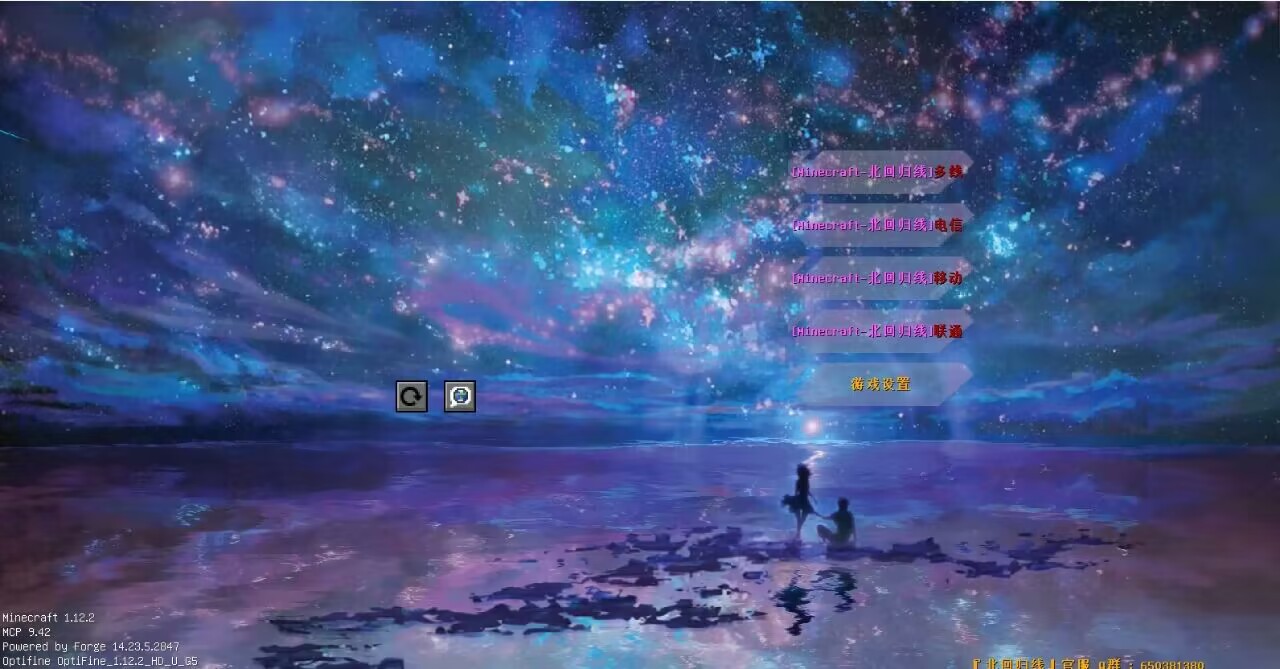 [Minecraft-北回归线]多线
[Minecraft-北回归线]电信
[Minecraft-北回归线]移动
[Minecraft-北回归线]联通
游戏设置
Minecraft 1.12.2
MCP 9.42
Powered by Forge 14.23.5.2847
Optifine OptiFine_1.12.2_HD_U_G5
『北回归线』官服 Q群：650381380